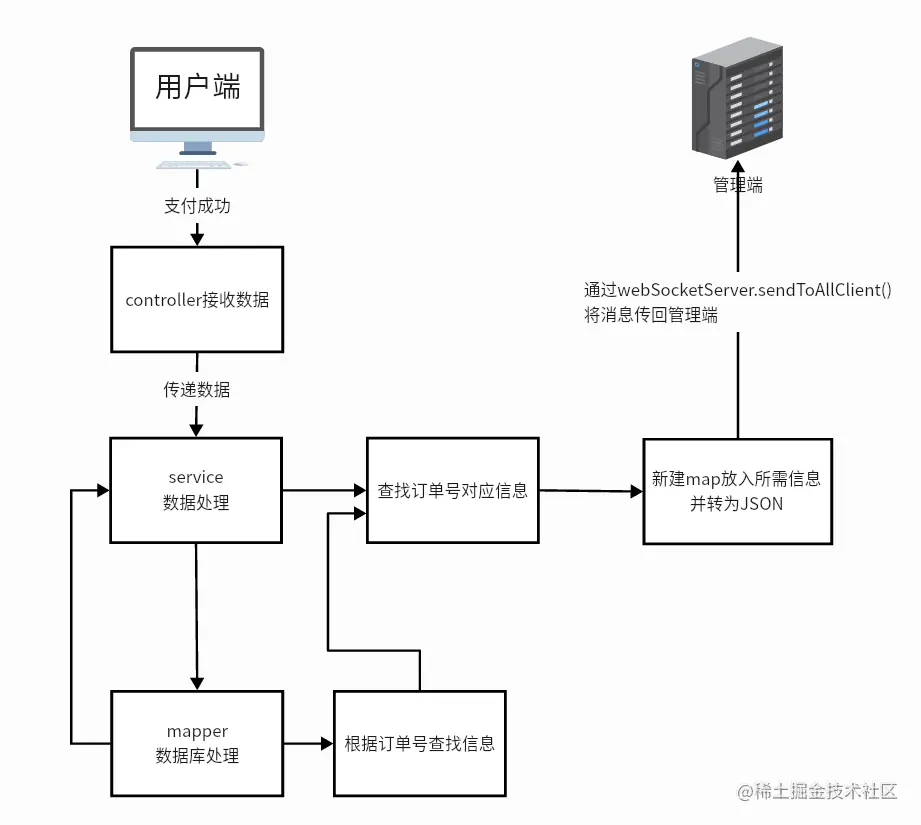 用户端
管理端
支付成功
通过webSocketServer.sendToAllClient()
将消息传回管理端
controller接收数据
传递数据
service
数据处理
查找订单号对应信息
新建map放入所需信息
并转为JSON
mapper
数据库处理
根据订单号查找信息
@稀土掘金技术社区